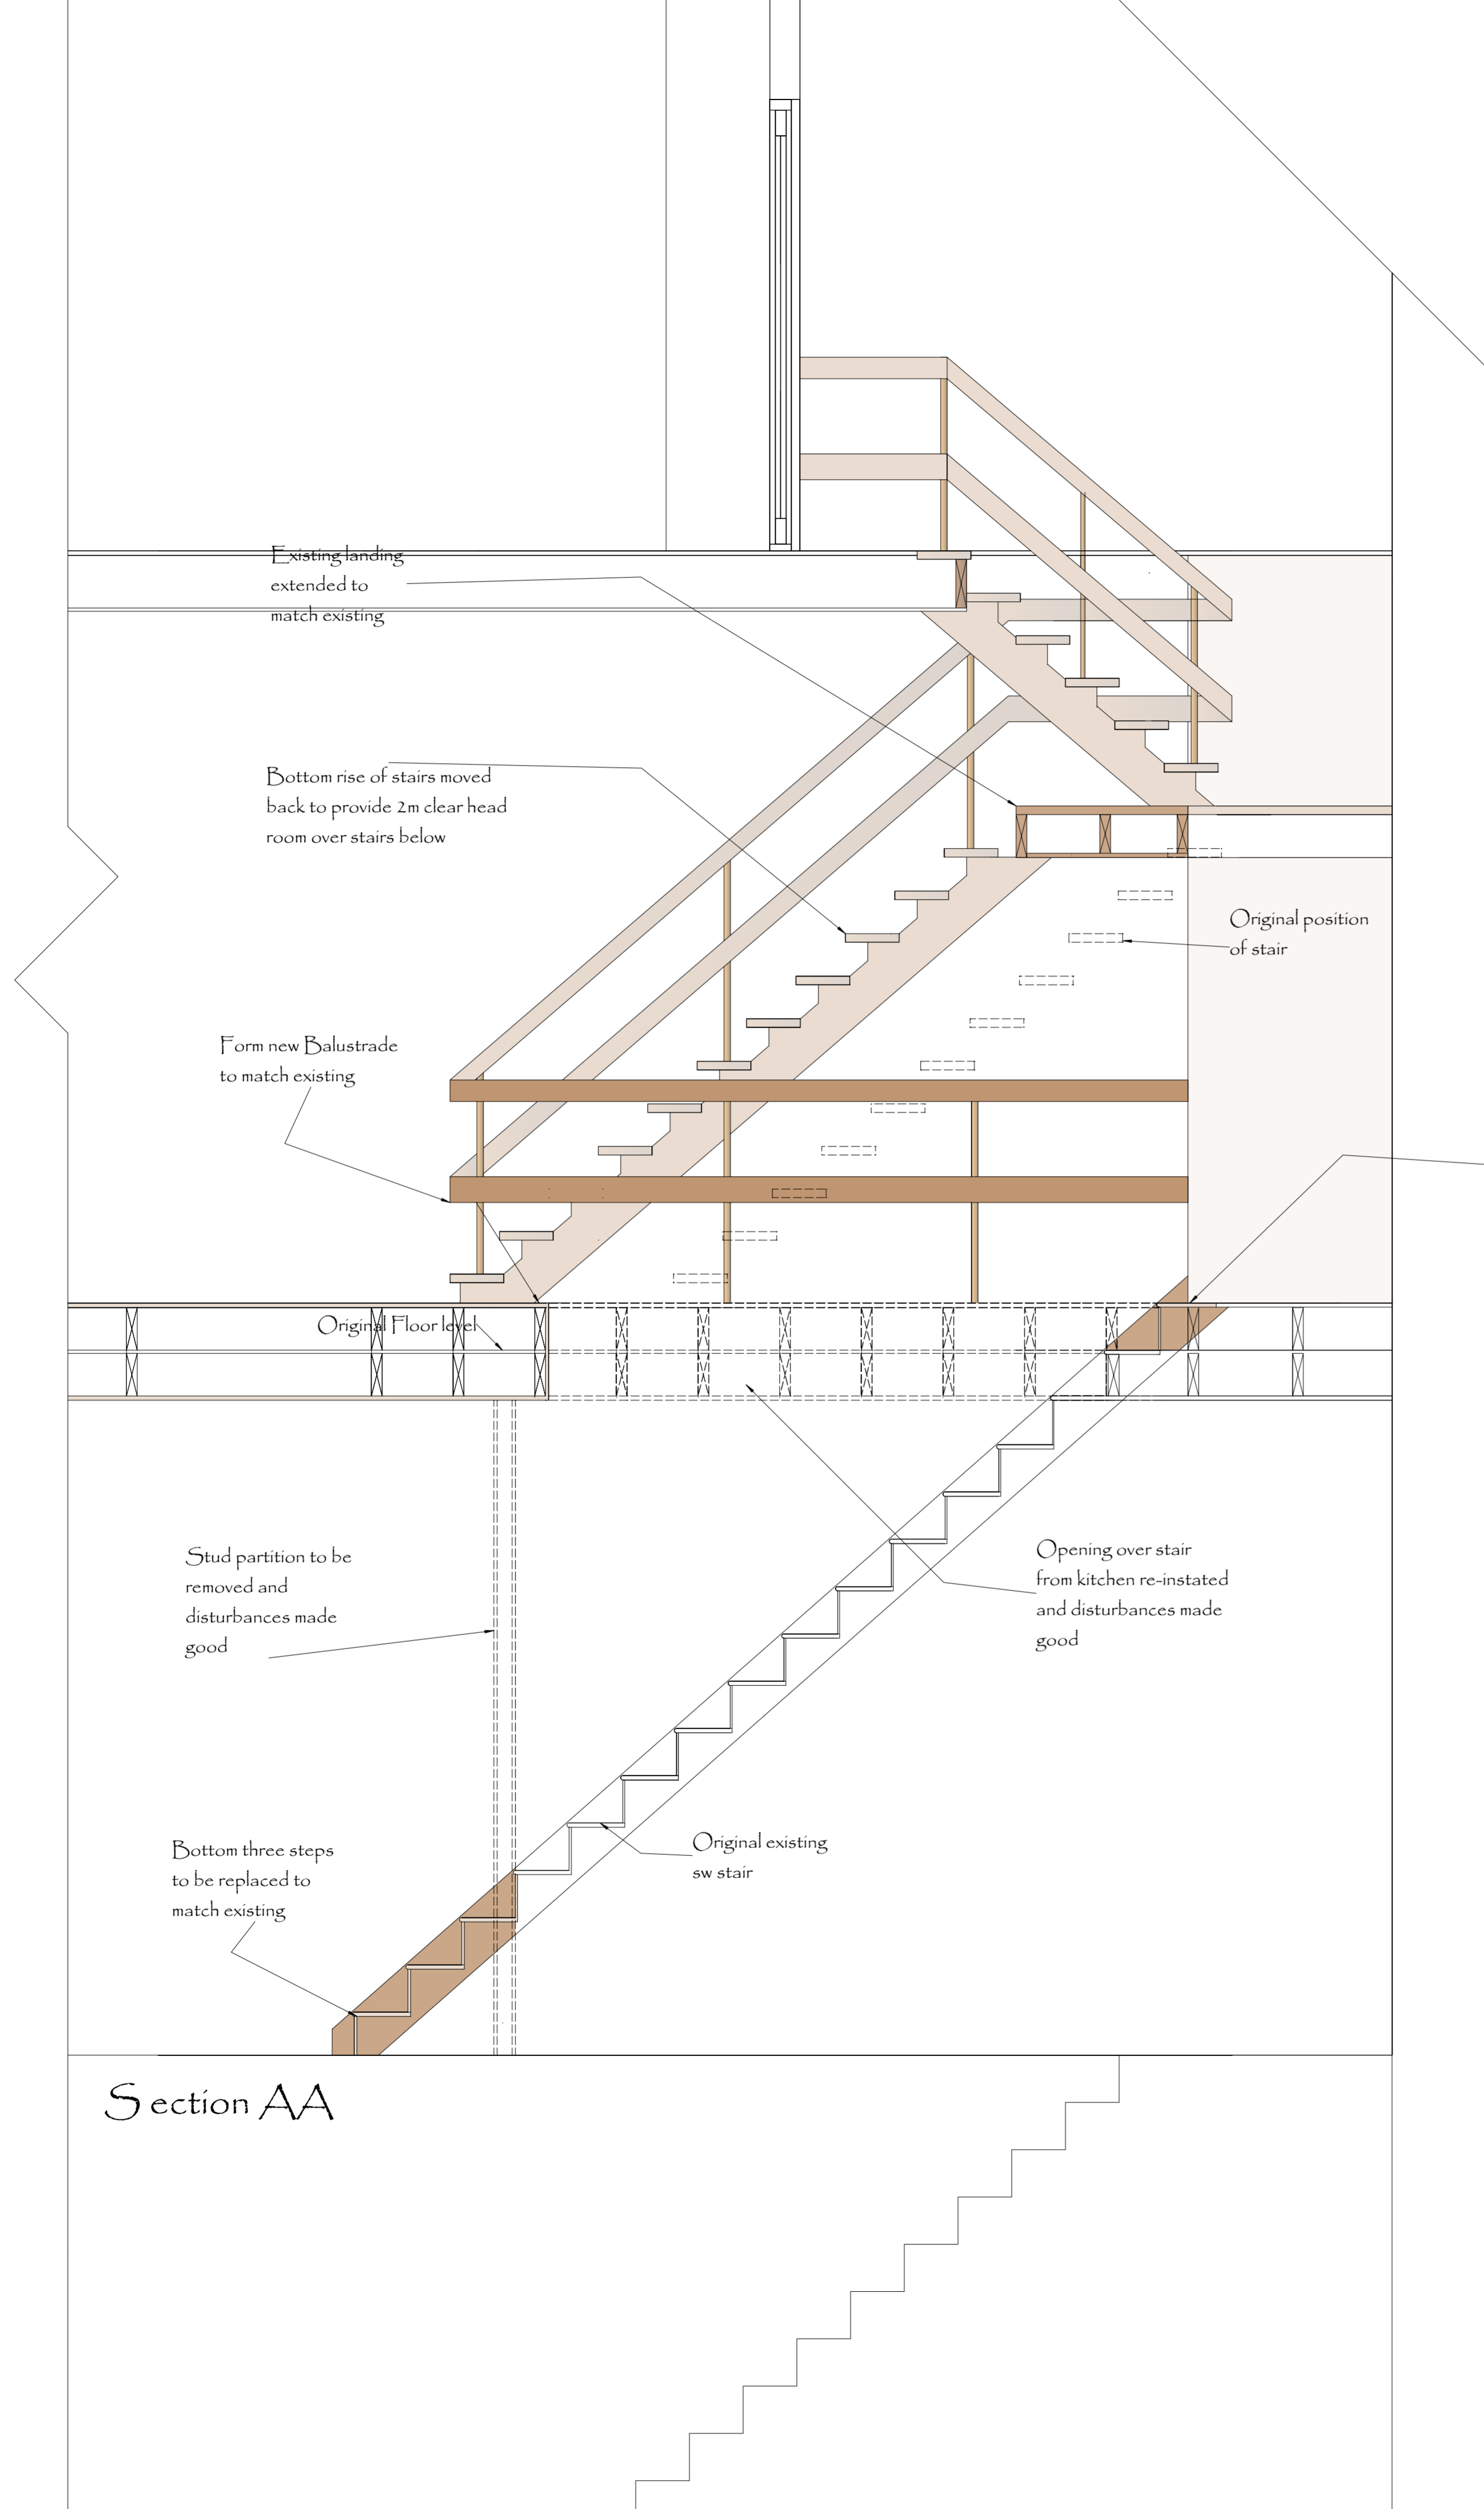 Existing landing
extended to
match existing
Bottom rise of stairs moved
back to provide 2m clear head
room over stairs below
Original position
of stair
Form new Balustrade
to match existing
Original Floor level
Stud partition to be
removed and
disturbances made
good
Opening over stair
from kitchen re-instated
and disturbances made
good
Bottom three steps
to be replaced to
match existing
Original existing
sw stair
Section AA